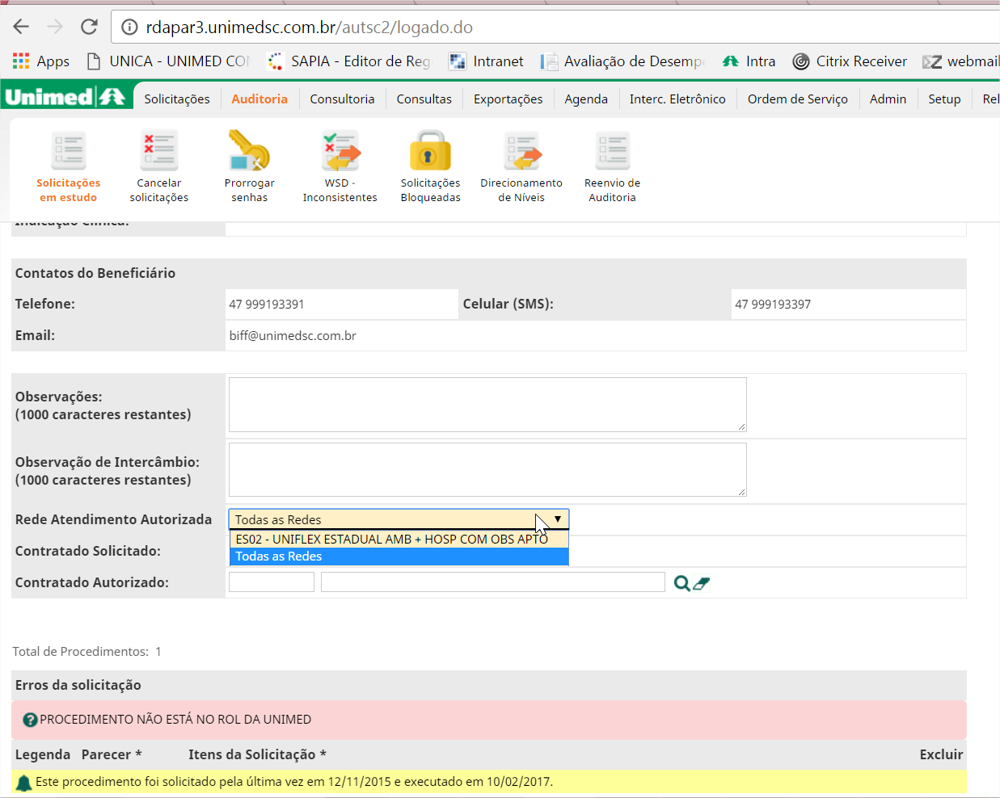 rdapar3.unimedsc.com.br/autsc2/logado.do
Apps UNICA - UNIMED CON SAPIA - Editor de Reg Intranet Avaliação de Desempe Intra Citrix Receiver webmail
Unimed Solicitações Auditoria Consultoria Consultas Exportações Agenda Interc. Eletrônico Ordem de Serviço Admin Setup Rel
Solicitações em estudo
Cancelar solicitações
Prorrogar senhas
WSD - Inconsistentes
Solicitações Bloqueadas
Direcionamento de Níveis
Reenvio de Auditoria
Indicação Clínica:
Contatos do Beneficiário
Telefone: 47 999193391 Celular (SMS): 47 999193397
Email: biff@unimedsc.com.br
Observações:
(1000 caracteres restantes)
Observação de Intercâmbio:
(1000 caracteres restantes)
Rede Atendimento Autorizada Todas as Redes
ES02 - UNIFLEX ESTADUAL AMB + HOSP COM OBS APTO
Todas as Redes
Contratado Solicitado:
Contratado Autorizado:
Total de Procedimentos: 1
Erros da solicitação
PROCEDIMENTO NÃO ESTÁ NO ROL DA UNIMED
Legenda Parecer * Itens da Solicitação * Excluir
Este procedimento foi solicitado pela última vez em 12/11/2015 e executado em 10/02/2017.